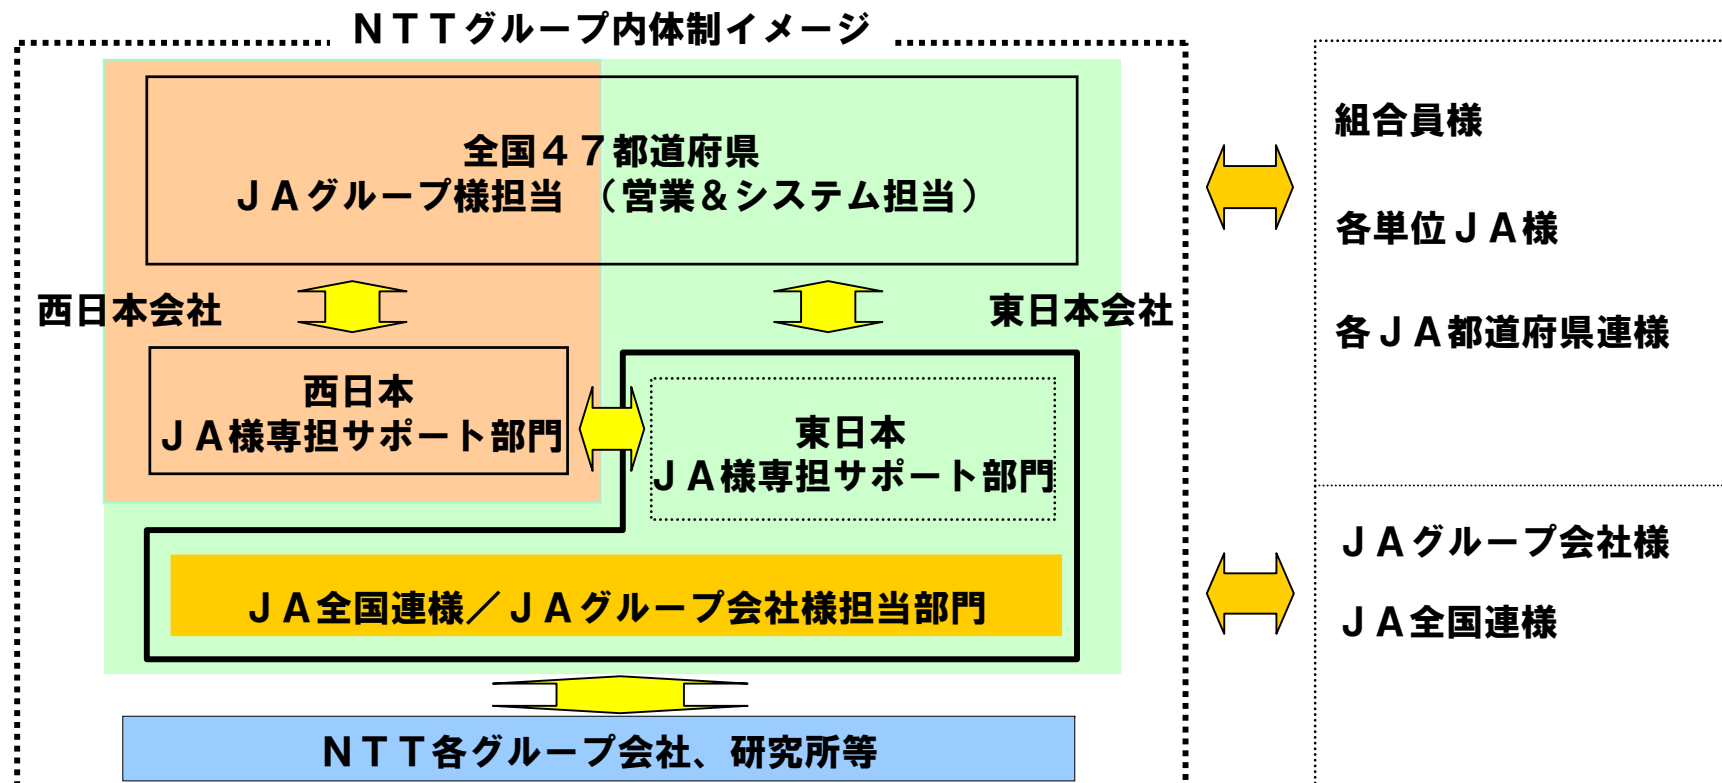 ＮＴＴグループ内体制イメージ
全国４７都道府県
ＪＡグループ様担当　（営業＆システム担当）
西日本会社
東日本会社
西日本
ＪＡ様専担サポート部門
東日本
ＪＡ様専担サポート部門
ＪＡ全国連様／ＪＡグループ会社様担当部門
ＮＴＴ各グループ会社、研究所等
組合員様
各単位ＪＡ様
各ＪＡ都道府県連様
ＪＡグループ会社様
ＪＡ全国連様